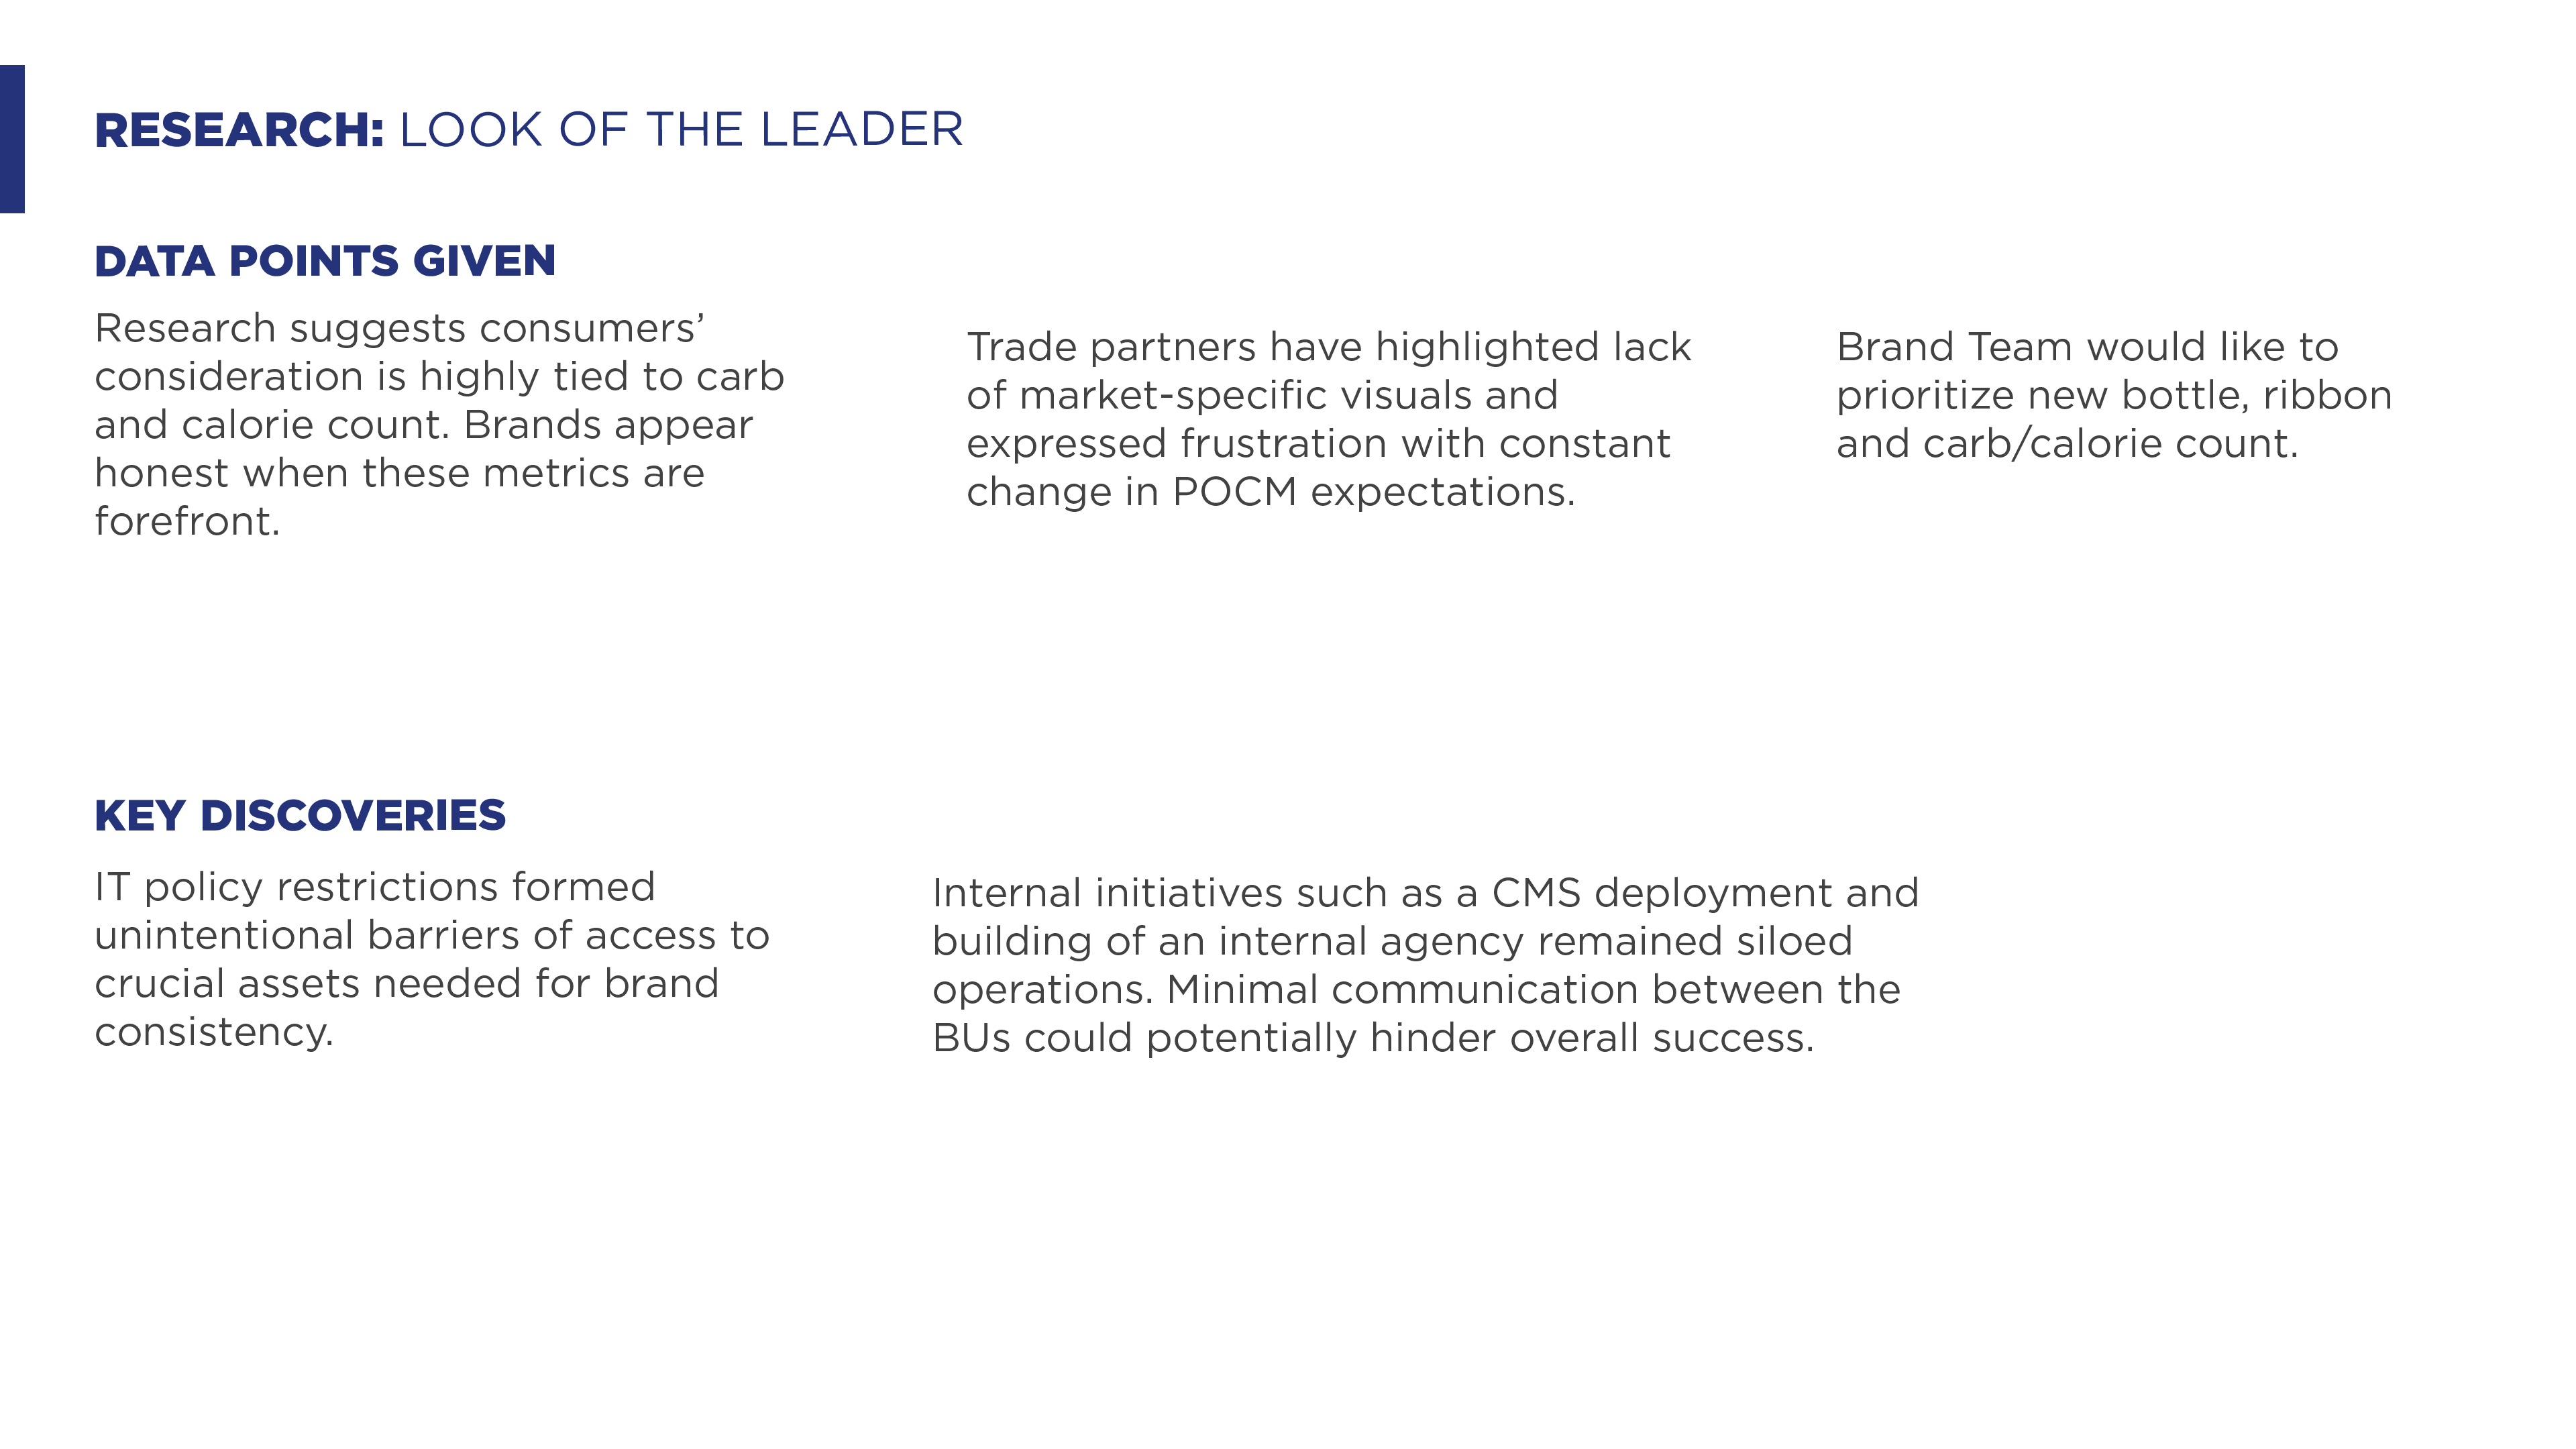 RESEARCH: LOOK OF THE LEADER
DATA POINTS GIVEN
Research suggests consumers’
consideration is highly tied to carb
and calorie count. Brands appear
honest when these metrics are
forefront.
Trade partners have highlighted lack
of market-specific visuals and
expressed frustration with constant
change in POCM expectations.
Brand Team would like to
prioritize new bottle, ribbon
and carb/calorie count.
KEY DISCOVERIES
IT policy restrictions formed
unintentional barriers of access to
crucial assets needed for brand
consistency.
Internal initiatives such as a CMS deployment and
building of an internal agency remained siloed
operations. Minimal communication between the
BUs could potentially hinder overall success.